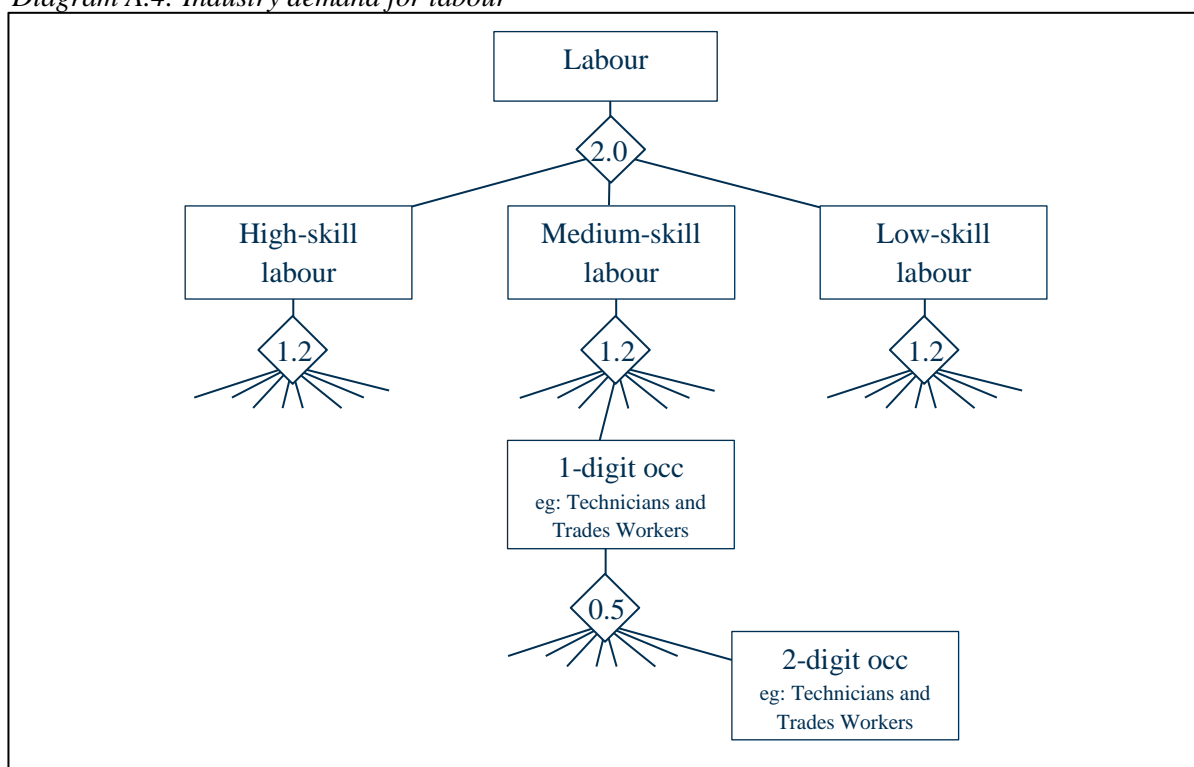 Diagram A.4: Industry demand for labour
Labour
2.0
High-skill
labour
Medium-skill
labour
Low-skill
labour
1.2
1.2
1.2
1-digit occ
eg: Technicians and
Trades Workers
0.5
2-digit occ
eg: Technicians and
Trades Workers